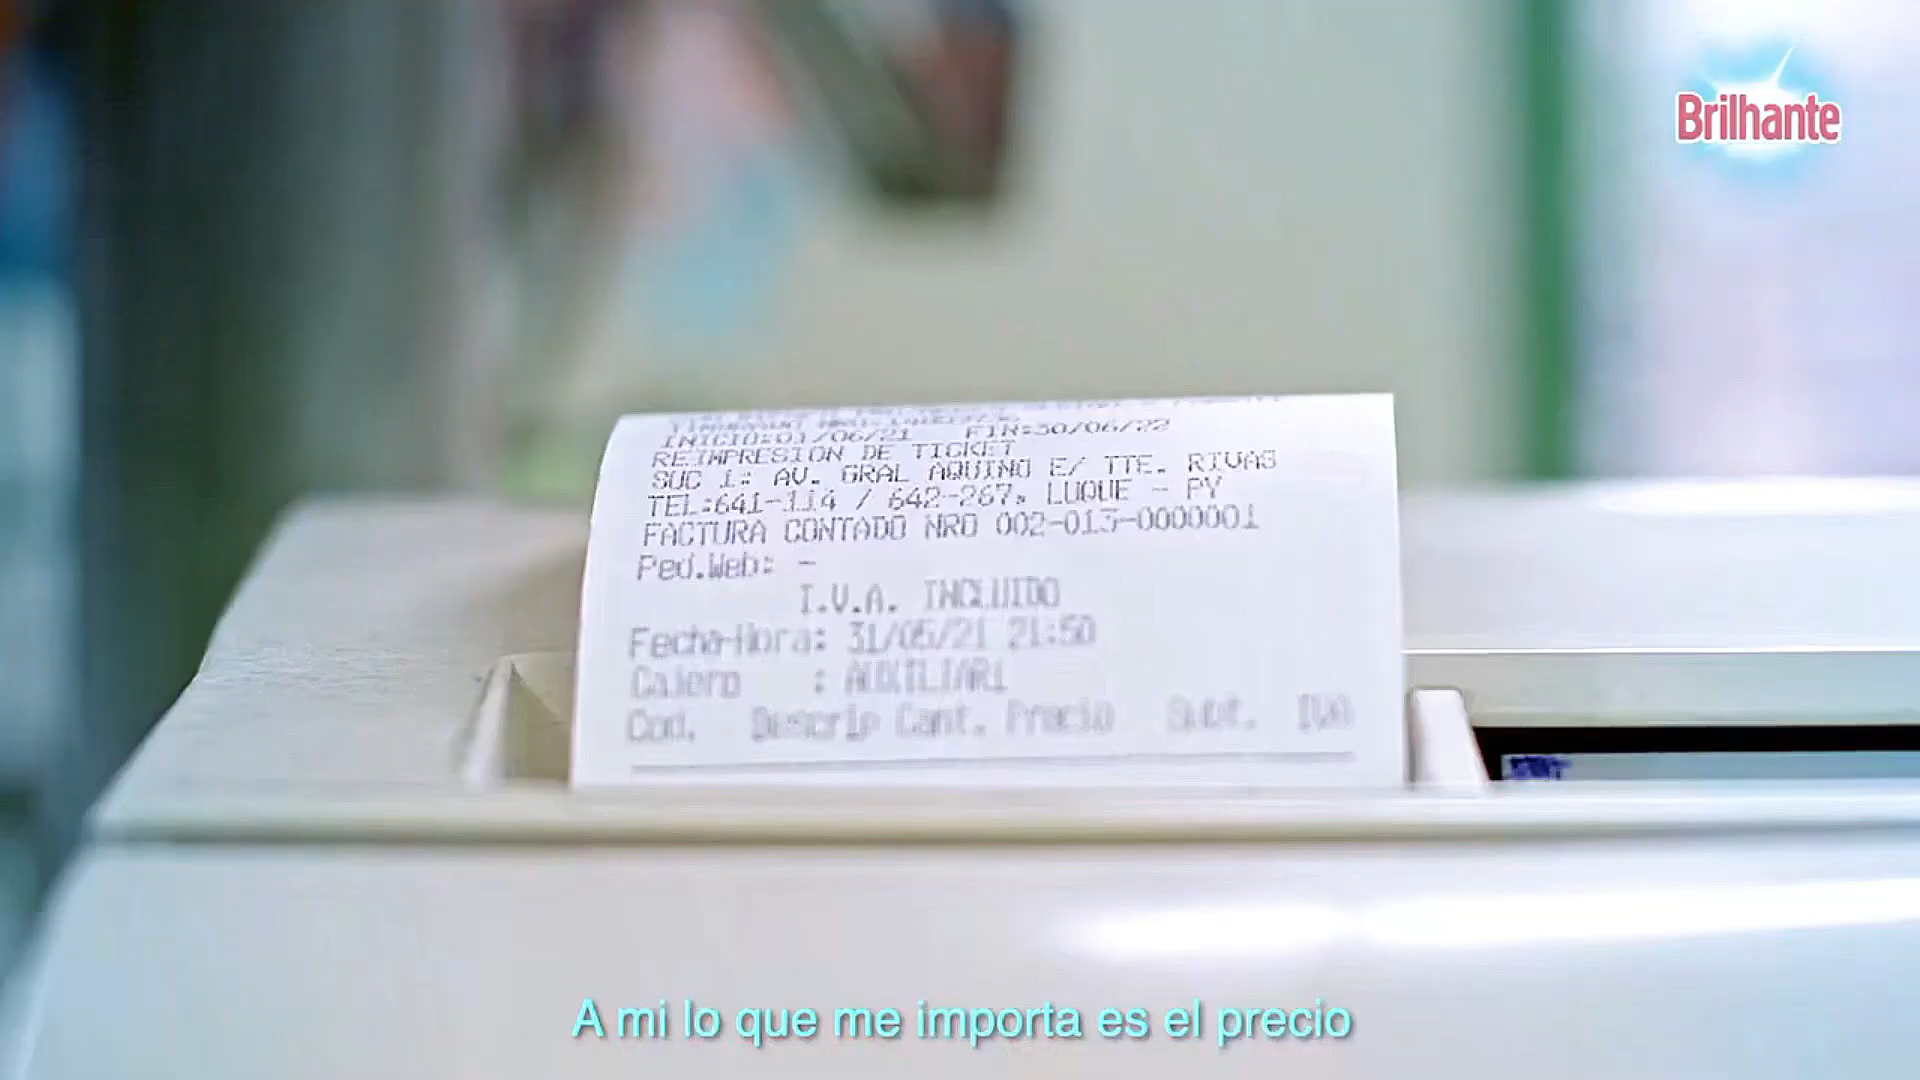 Brilhante
INICIO:01/06/21 FIN:30/06/22
REIMPRESION DE TICKET
SUC 1: AV. GRAL AQUINO E/ TTE. RIVAS
TEL:641-114 / 642-267, LUQUE - PY
FACTURA CONTADO NRO 002-013-0000001
Ped.Web: -
I.V.A. INCLUIDO
Fecha-Hora: 31/05/21 21:50
Cajero : AUXILIAR1
Cod. Descrip Cant. Precio Subt. IVA
A mi lo que me importa es el precio